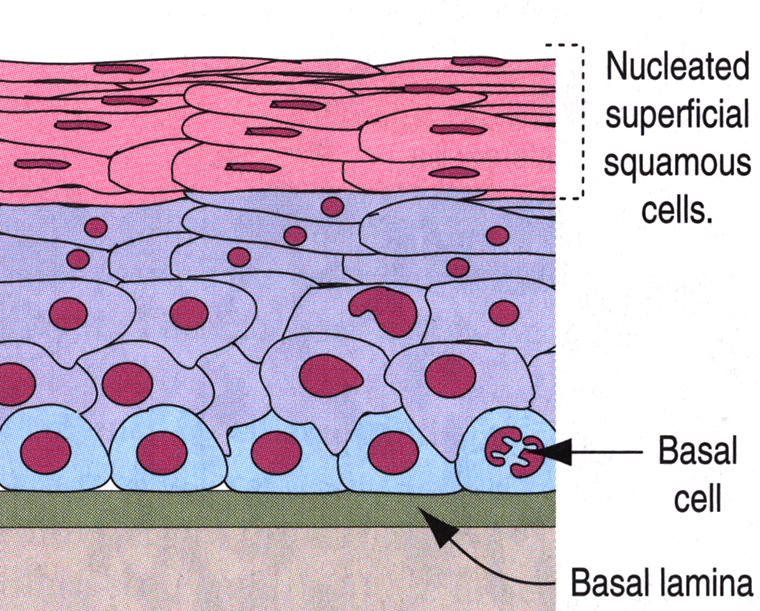 Nucleated
superficial
squamous
cells.
Basal
cell
Basal lamina